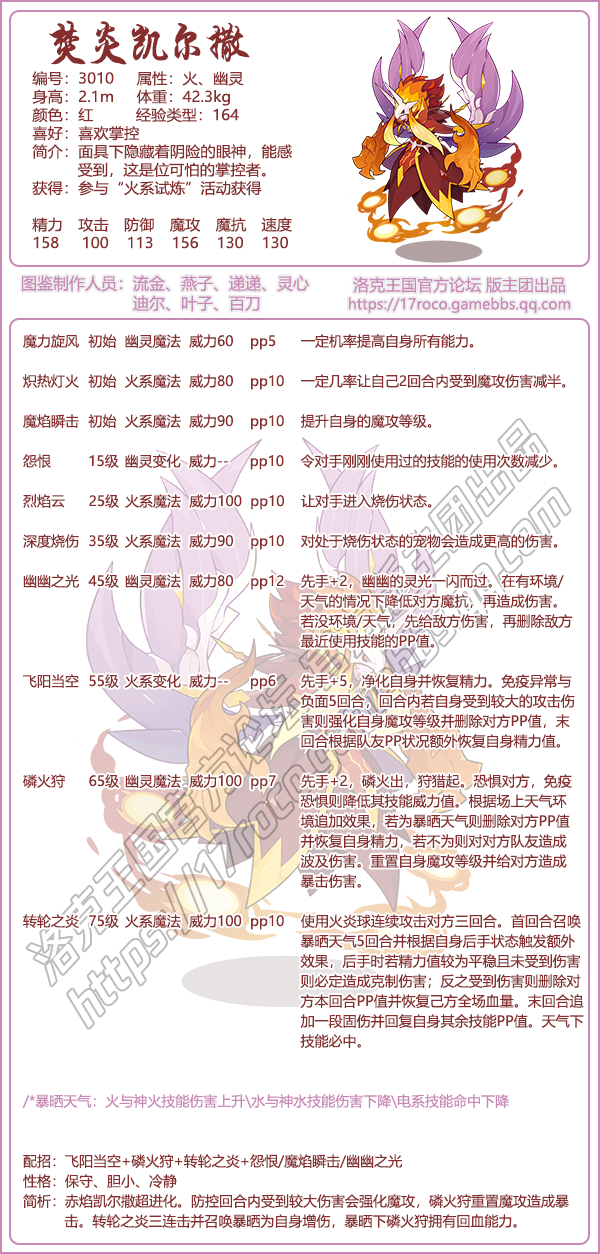 焚炎凯尔撒
编号：3010 属性：火、幽灵
身高：2.1m 体重：42.3kg
颜色：红 经验类型：164
喜好：喜欢掌控
简介：面具下隐藏着阴险的眼神，能感
受到，这是位可怕的掌控者。
获得：参与“火系试炼”活动获得
精力 攻击 防御 魔攻 魔抗 速度
158 100 113 156 130 130
图鉴制作人员：流金、燕子、递递、灵心
迪尔、叶子、百刀
洛克王国官方论坛 版主团出品
https://17roco.gamebbs.qq.com
魔力旋风 初始 幽灵魔法 威力60 pp5 一定机率提高自身所有能力。
炽热灯火 初始 火系魔法 威力80 pp10 一定几率让自己2回合内受到魔攻伤害减半。
魔焰瞬击 初始 火系魔法 威力90 pp10 提升自身的魔攻等级。
怨恨 15级 幽灵变化 威力-- pp10 令对手刚刚使用过的技能的使用次数减少。
烈焰云 25级 火系魔法 威力100 pp10 让对手进入烧伤状态。
深度烧伤 35级 火系魔法 威力90 pp10 对处于烧伤状态的宠物会造成更高的伤害。
幽幽之光 45级 幽灵魔法 威力80 pp12 先手+2，幽幽的灵光一闪而过。在有环境/
天气的情况下降低对方魔抗，再造成伤害。
若没环境/天气，先给敌方伤害，再删除敌方
最近使用技能的PP值。
飞阳当空 55级 火系变化 威力-- pp6 先手+5，净化自身并恢复精力。免疫异常与
负面5回合，回合内若自身受到较大的攻击伤
害则强化自身魔攻等级并删除对方PP值，末
回合根据队友PP状况额外恢复自身精力值。
磷火狩 65级 幽灵魔法 威力100 pp7 先手+2，磷火出，狩猎起。恐惧对方，免疫
恐惧则降低其技能威力值。根据场上天气环
境追加效果，若为暴晒天气则删除对方PP值
并恢复自身精力，若不为则对对方队友造成
波及伤害。重置自身魔攻等级并给对方造成
暴击伤害。
转轮之炎 75级 火系魔法 威力100 pp10 使用火炎球连续攻击对方三回合。首回合召唤
暴晒天气5回合并根据自身后手状态触发额外
效果，后手时若精力值较为平稳且未受到伤害
则必定造成克制伤害；反之受到伤害则删除对
方本回合PP值并恢复己方全场血量。末回合追
加一段固伤并回复自身其余技能PP值。天气下
技能必中。
洛克王国官方论坛 版主团出品
https://17roco.gamebbs.qq.com
/*暴晒天气：火与神火技能伤害上升\水与神水技能伤害下降\电系技能命中下降
配招：飞阳当空+磷火狩+转轮之炎+怨恨/魔焰瞬击/幽幽之光
性格：保守、胆小、冷静
简析：赤焰凯尔撒超进化。防控回合内受到较大伤害会强化魔攻，磷火狩重置魔攻造成暴
击。转轮之炎三连击并召唤暴晒为自身增伤，暴晒下磷火狩拥有回血能力。